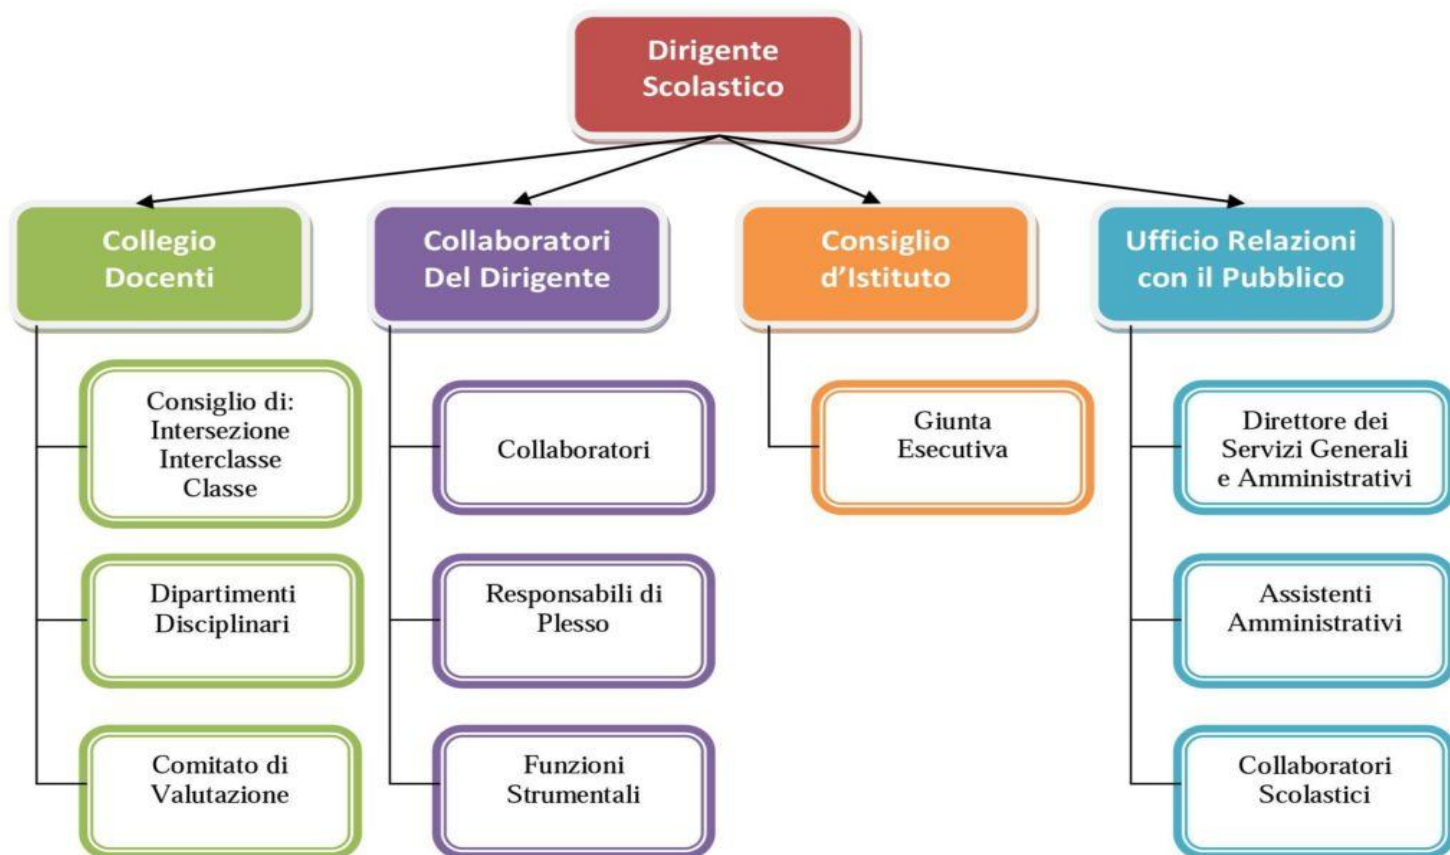 Dirigente
Scolastico
Collegio
Docenti
Collaboratori
Del Dirigente
Consiglio
d’Istituto
Ufficio Relazioni
con il Pubblico
Consiglio di:
Intersezione
Interclasse
Classe
Collaboratori
Giunta
Esecutiva
Direttore dei
Servizi Generali
e Amministrativi
Dipartimenti
Disciplinari
Responsabili di
Plesso
Assistenti
Amministrativi
Comitato di
Valutazione
Funzioni
Strumentali
Collaboratori
Scolastici